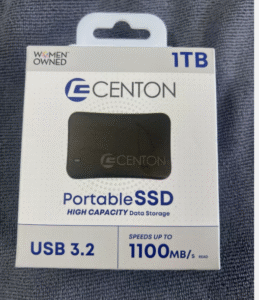 WOMEN
OWNED
1TB
CENTON
CENTON
Portable SSD
HIGH CAPACITY Data Storage
USB 3.2
SPEEDS UP TO
1100MB/s